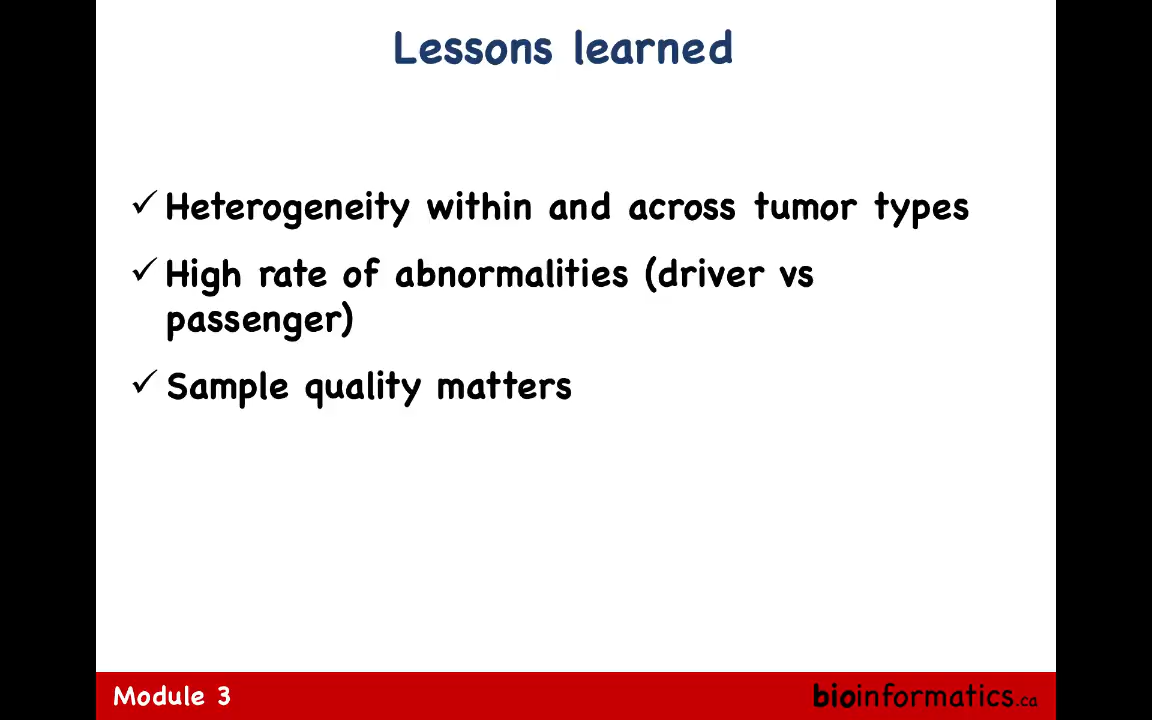 Lessons learned
✓ Heterogeneity within and across tumor types
✓ High rate of abnormalities (driver vs
passenger)
✓ Sample quality matters
Module 3
bioinformatics.ca